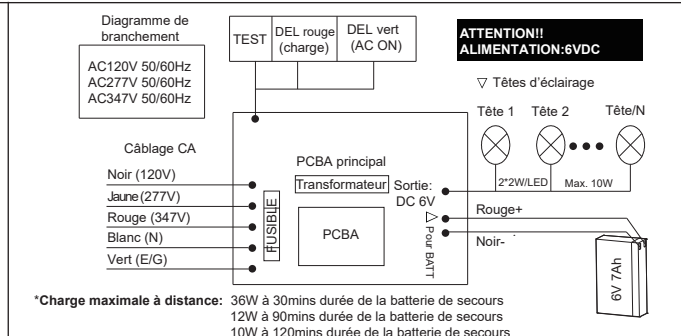 Diagramme de
branchement
AC120V 50/60Hz
AC277V 50/60Hz
AC347V 50/60Hz
TEST
DEL rouge
(charge)
DEL vert
(AC ON)
ATTENTION!!
ALIMENTATION:6VDC
▽ Têtes d'éclairage
Tête 1
Tête 2
Tête/N
Câblage CA
Noir (120V)
Jaune(277V)
Rouge (347V)
Blanc (N)
Vert (E/G)
FUSIBLE
PCBA principal
Transformateur
PCBA
Sortie:
DC 6V
▽ Pour BATT
2*2W/LED
Max. 10W
Rouge+
Noir-
6V 7Ah
*Charge maximale à distance: 36W à 30mins durée de la batterie de secours
12W à 90mins durée de la batterie de secours
10W à 120mins durée de la batterie de secours